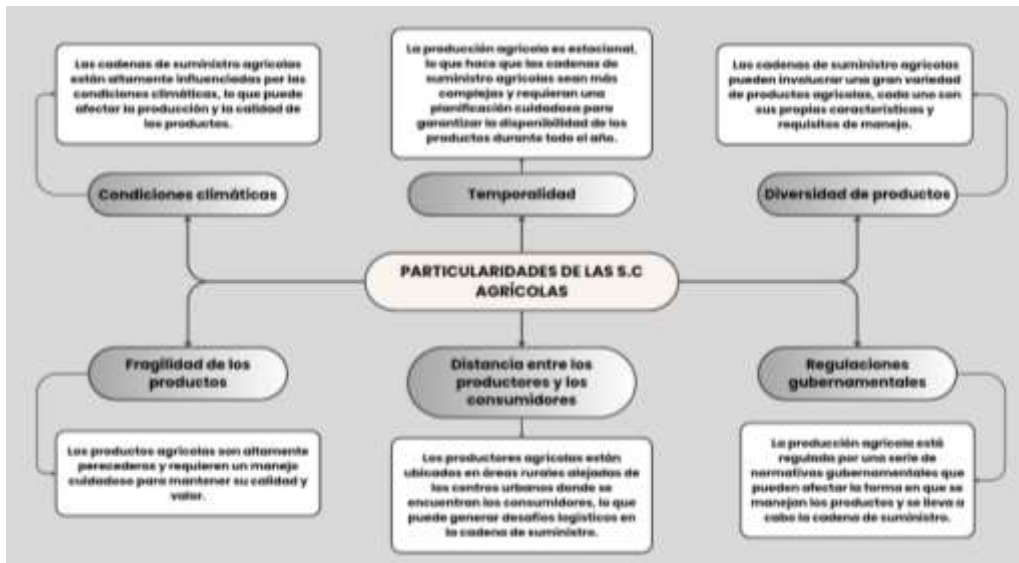 Las cadenas de suministro agrícolas
están altamente influenciadas por las
condiciones climáticas, lo que puede
afectar la producción y la calidad de
los productos.
Condiciones climáticas
La producción agrícola es estacional,
lo que hace que las cadenas de
suministro agrícolas sean más
complejas y requieran una
planificación cuidadosa para
garantizar la disponibilidad de los
productos durante todo el año.
Temporalidad
Las cadenas de suministro agrícolas
pueden involucrar una gran variedad
de productos agrícolas, cada uno con
sus propias características y
requisitos de manejo.
Diversidad de productos
PARTICULARIDADES DE LAS S.C
AGRÍCOLAS
Fragilidad de los
productos
Los productos agrícolas son altamente
perecederos y requieren un manejo
cuidadoso para mantener su calidad y
valor.
Distancia entre los
productores y los
consumidores
Los productores agrícolas están
ubicados en áreas rurales alejadas de
los centros urbanos donde se
encuentran los consumidores, lo que
puede generar desafíos logísticos en
la cadena de suministro.
Regulaciones
gubernamentales
La producción agrícola está
regulada por una serie de
normativas gubernamentales que
pueden afectar la forma en que se
manejan los productos y se lleva a
cabo la cadena de suministro.